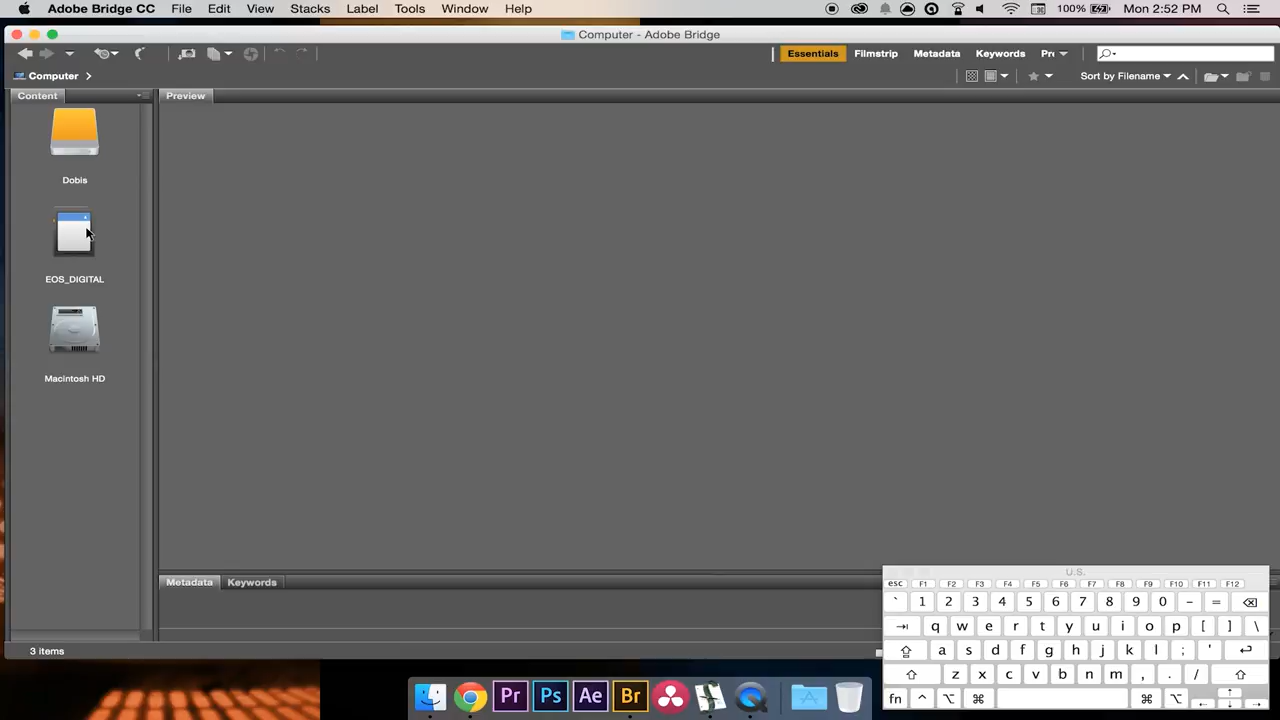 Adobe Bridge CC File Edit View Stacks Label Tools Window Help 100% Mon 2:52 PM
Computer - Adobe Bridge
Essentials Filmstrip Metadata Keywords Pr
Computer Sort by Filename
Content Preview
Dobis
EOS_DIGITAL
Macintosh HD
Metadata Keywords
3 items
U.S.
esc F1 F2 F3 F4 F5 F6 F7 F8 F9 F10 F11 F12
` 1 2 3 4 5 6 7 8 9 0 - =
q w e r t y u i o p [ ] \
a s d f g h j k l ; '
z x c v b n m , . /
fn
Pr Ps Ae Br